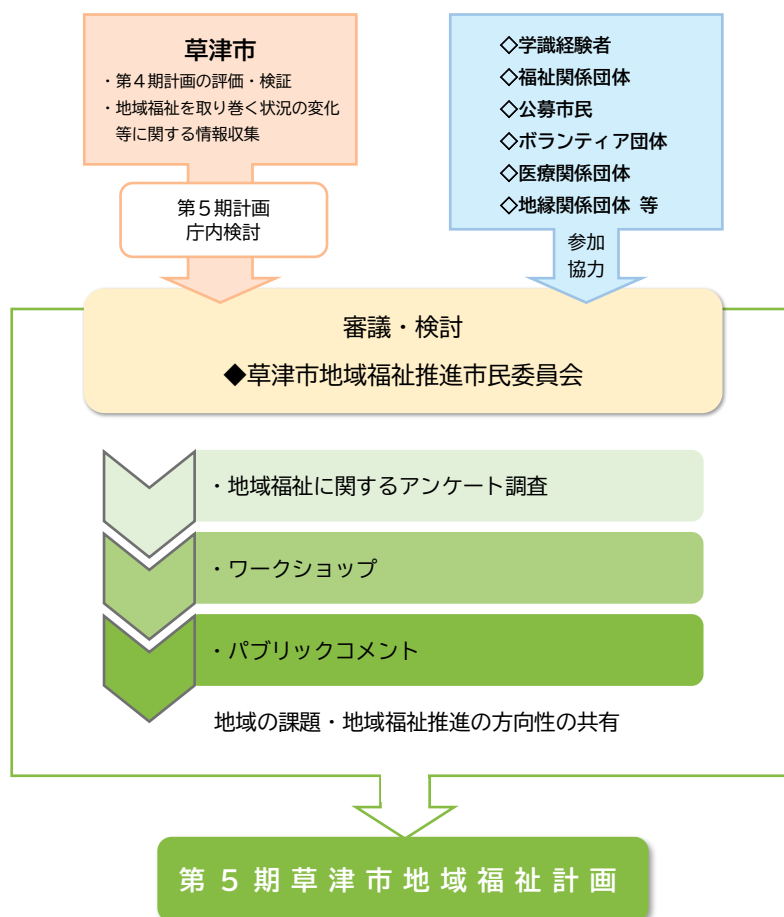 草津市
・第４期計画の評価・検証
・地域福祉を取り巻く状況の変化
等に関する情報収集
第５期計画
庁内検討
◇学識経験者
◇福祉関係団体
◇公募市民
◇ボランティア団体
◇医療関係団体
◇地縁関係団体 等
参加
協力
審議・検討
◆草津市地域福祉推進市民委員会
・地域福祉に関するアンケート調査
・ワークショップ
・パブリックコメント
地域の課題・地域福祉推進の方向性の共有
第５期草津市地域福祉計画